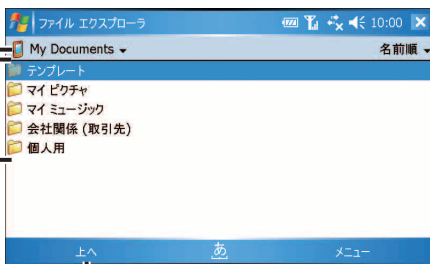 ファイル エクスプローラ 10:00
My Documents 名前順
テンプレート
マイ ピクチャ
マイ ミュージック
会社関係 (取引先)
個人用
上へ あ メニュー